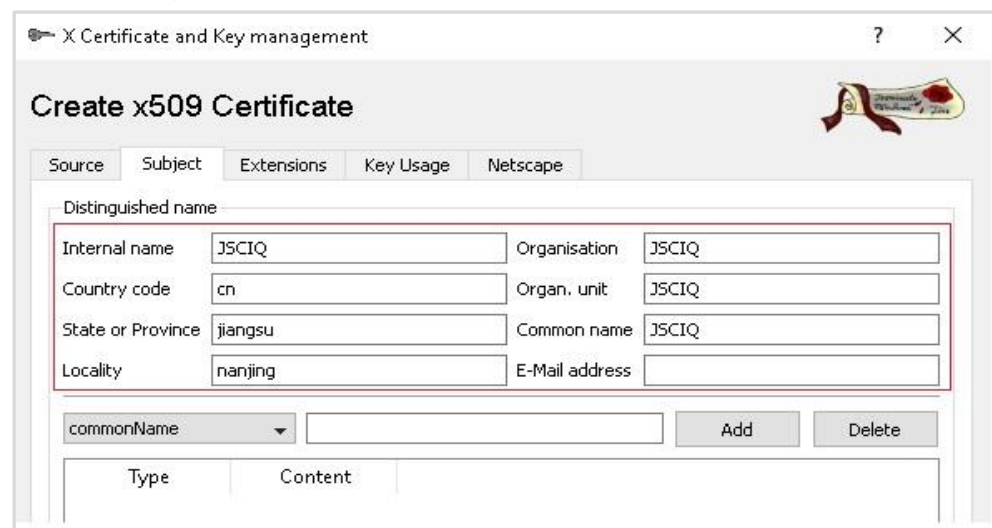 X Certificate and Key management ? ×
Create x509 Certificate
Source Subject Extensions Key Usage Netscape
Distinguished name
Internal name JSCIQ Organisation JSCIQ
Country code cn Organ. unit JSCIQ
State or Province jiangsu Common name JSCIQ
Locality nanjing E-Mail address
commonName Add Delete
Type Content